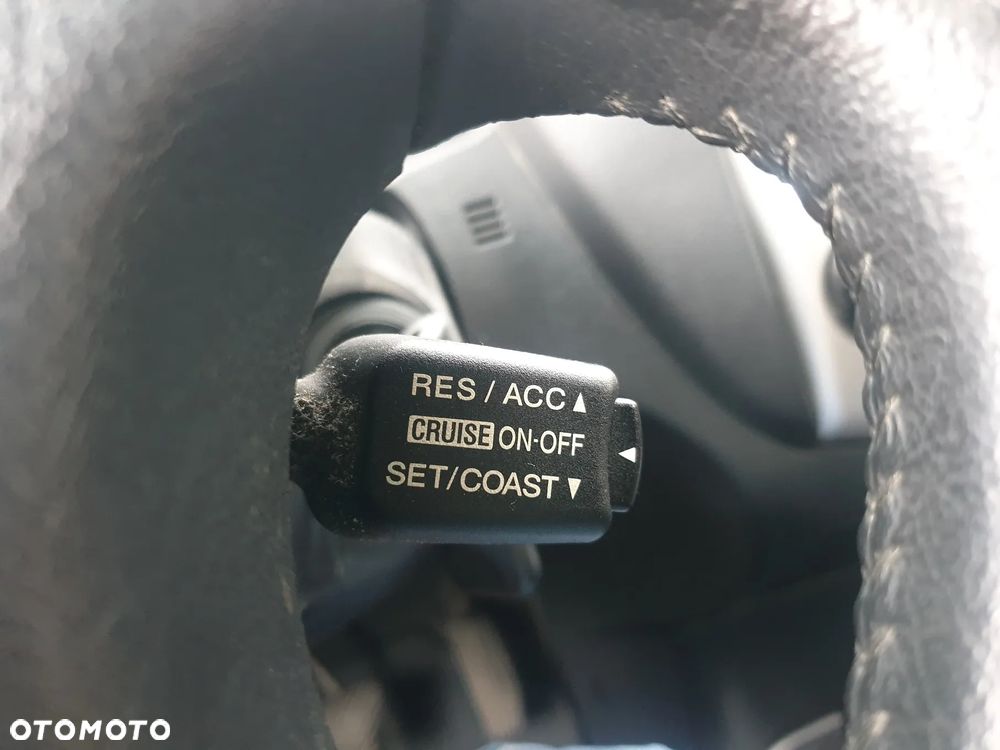 RES / ACC ▲
CRUISE ON-OFF ◀
SET/COAST ▼
OTOMOTO